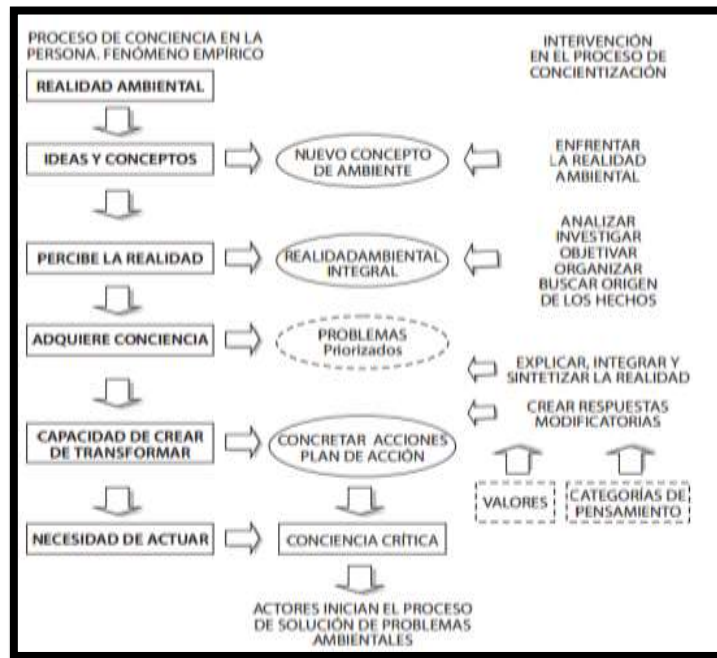 PROCESO DE CONCIENCIA EN LA
PERSONA. FENÓMENO EMPÍRICO
INTERVENCIÓN
EN EL PROCESO DE
CONCIENTIZACIÓN
REALIDAD AMBIENTAL
IDEAS Y CONCEPTOS
NUEVO CONCEPTO
DE AMBIENTE
ENFRENTAR
LA REALIDAD
AMBIENTAL
PERCIBE LA REALIDAD
REALIDADAMBIENTAL
INTEGRAL
ANALIZAR
INVESTIGAR
OBJETIVAR
ORGANIZAR
BUSCAR ORIGEN
DE LOS HECHOS
ADQUIERE CONCIENCIA
PROBLEMAS
Priorizados
EXPLICAR, INTEGRAR Y
SINTETIZAR LA REALIDAD
CREAR RESPUESTAS
MODIFICATORIAS
CAPACIDAD DE CREAR
DE TRANSFORMAR
CONCRETAR ACCIONES
PLAN DE ACCIÓN
VALORES
CATEGORÍAS DE
PENSAMIENTO
NECESIDAD DE ACTUAR
CONCIENCIA CRÍTICA
ACTORES INICIAN EL PROCESO
DE SOLUCIÓN DE PROBLEMAS
AMBIENTALES